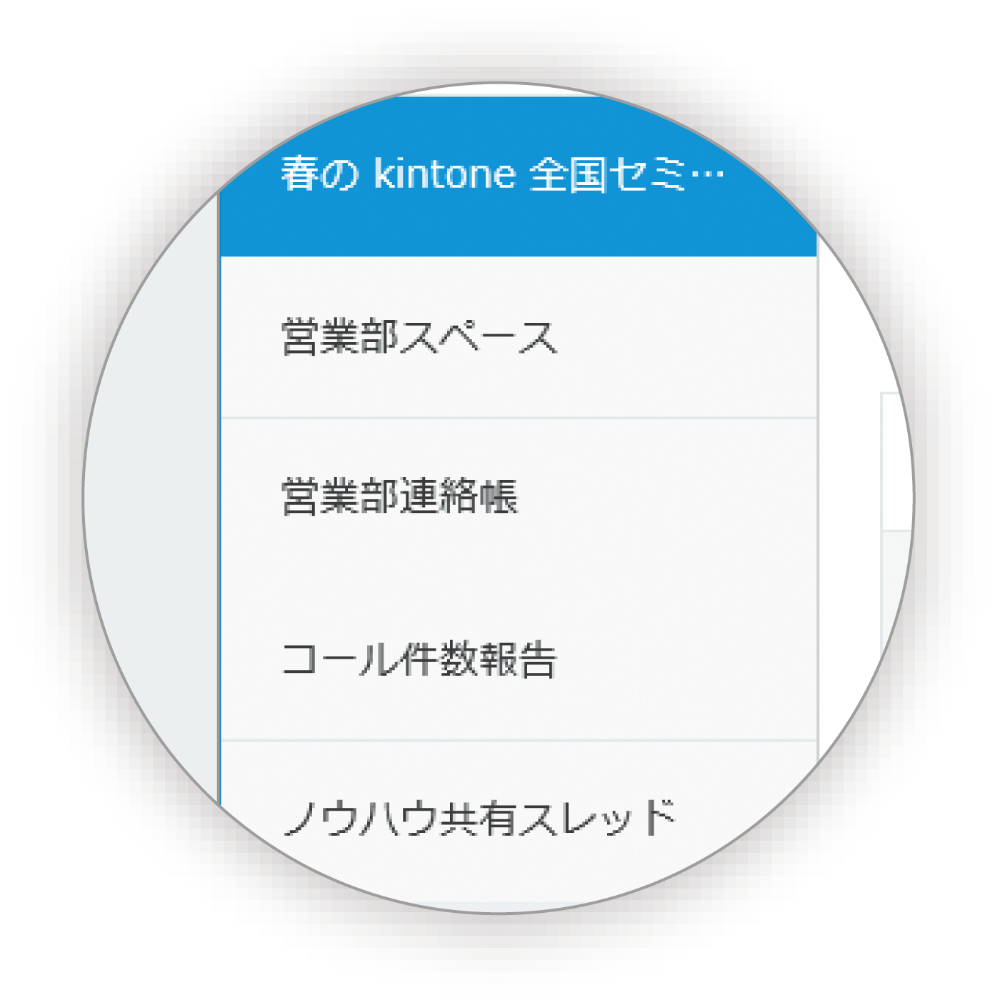 春の kintone 全国セミ…
営業部スペース
営業部連絡帳
コール件数報告
ノウハウ共有スレッド